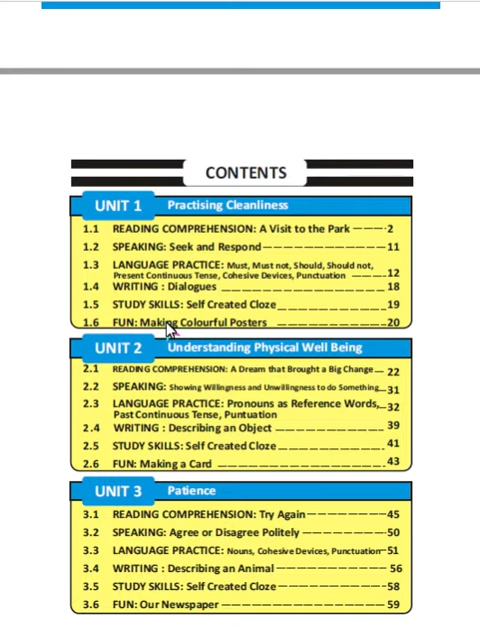 CONTENTS
UNIT 1 Practising Cleanliness
1.1 READING COMPREHENSION: A Visit to the Park 2
1.2 SPEAKING: Seek and Respond 11
1.3 LANGUAGE PRACTICE: Must, Must not, Should, Should not,
Present Continuous Tense, Cohesive Devices, Punctuation 12
1.4 WRITING : Dialogues 18
1.5 STUDY SKILLS: Self Created Cloze 19
1.6 FUN: Making Colourful Posters 20
UNIT 2 Understanding Physical Well Being
2.1 READING COMPREHENSION: A Dream that Brought a Big Change 22
2.2 SPEAKING: Showing Willingness and Unwillingness to do Something 31
2.3 LANGUAGE PRACTICE: Pronouns as Reference Words, 32
Past Continuous Tense, Puntuation
2.4 WRITING : Describing an Object 39
2.5 STUDY SKILLS: Self Created Cloze 41
2.6 FUN: Making a Card 43
UNIT 3 Patience
3.1 READING COMPREHENSION: Try Again 45
3.2 SPEAKING: Agree or Disagree Politely 50
3.3 LANGUAGE PRACTICE: Nouns, Cohesive Devices, Punctuation 51
3.4 WRITING : Describing an Animal 56
3.5 STUDY SKILLS: Self Created Cloze 58
3.6 FUN: Our Newspaper 59